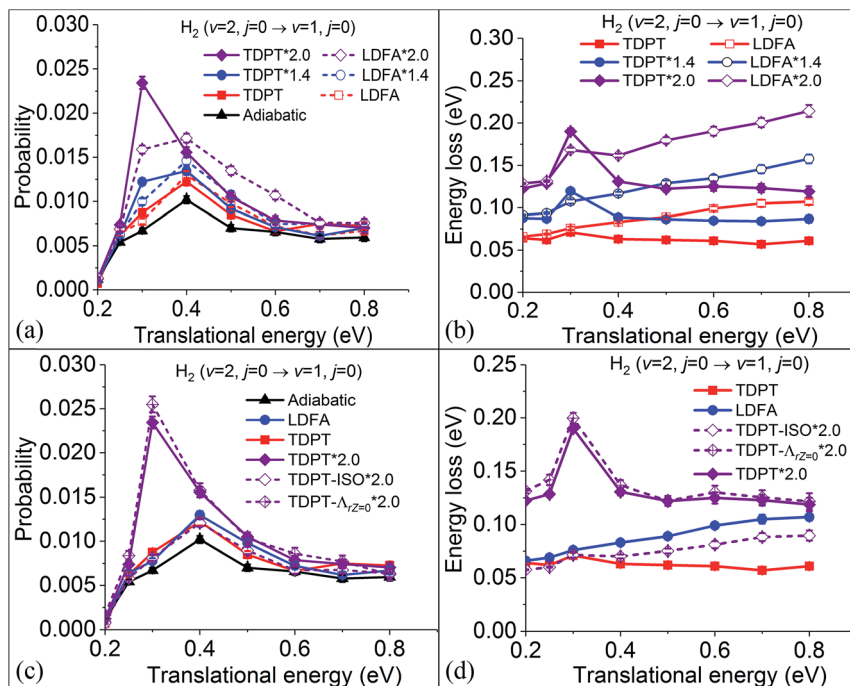 H2 (v=2, j=0 → v=1, j=0)
TDPT*2.0 LDFA*2.0
TDPT*1.4 LDFA*1.4
TDPT LDFA
Adiabatic
Probability
0.030
0.025
0.020
0.015
0.010
0.005
0.000
0.2 0.3 0.4 0.5 0.6 0.7 0.8
(a) Translational energy (eV)
H2 (v=2, j=0 → v=1, j=0)
TDPT LDFA
TDPT*1.4 LDFA*1.4
TDPT*2.0 LDFA*2.0
Energy loss (eV)
0.30
0.25
0.20
0.15
0.10
0.05
0.00
0.2 0.3 0.4 0.5 0.6 0.7 0.8
(b) Translational energy (eV)
H2 (v=2, j=0 → v=1, j=0)
Adiabatic
LDFA
TDPT
TDPT*2.0
TDPT-ISO*2.0
TDPT-ΛrZ=0*2.0
Probability
0.030
0.025
0.020
0.015
0.010
0.005
0.000
0.2 0.3 0.4 0.5 0.6 0.7 0.8
(c) Translational energy (eV)
H2 (v=2, j=0 → v=1, j=0)
TDPT
LDFA
TDPT-ISO*2.0
TDPT-ΛrZ=0*2.0
TDPT*2.0
Energy loss (eV)
0.25
0.20
0.15
0.10
0.05
0.00
0.2 0.3 0.4 0.5 0.6 0.7 0.8
(d) Translational energy (eV)